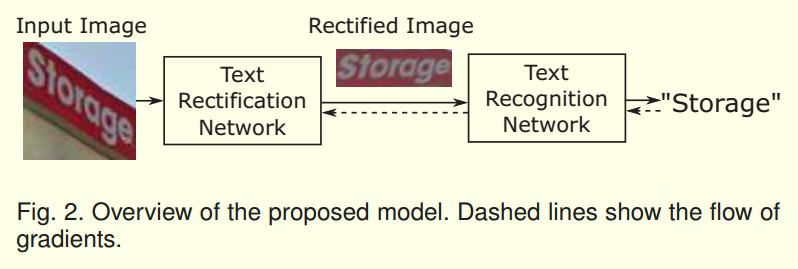 Input Image
Rectified Image
Storage
Storage
Text
Rectification
Network
Text
Recognition
Network
"Storage"
Fig. 2. Overview of the proposed model. Dashed lines show the flow of
gradients.